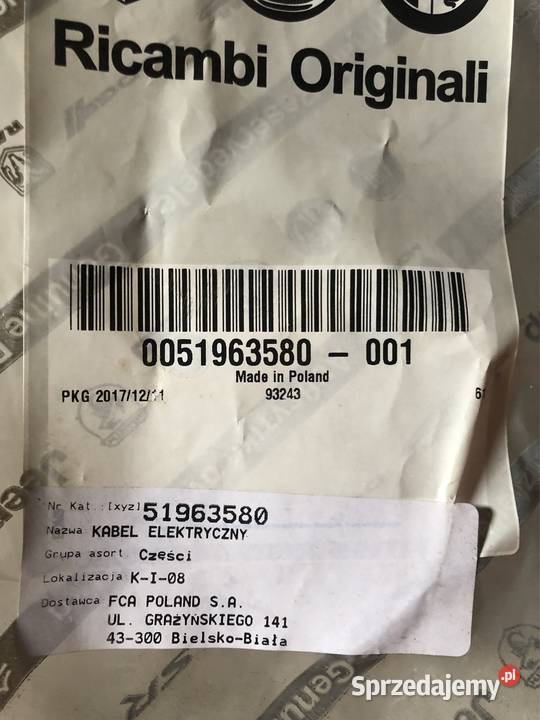 Ricambi Originali
0051963580 - 001
Made in Poland
PKG 2017/12/11 93243
Nr Kat.:[xyz] 51963580
Nazwa KABEL ELEKTRYCZNY
Grupa asort. Części
Lokalizacja K-I-08
Dostawca FCA POLAND S.A.
UL. GRAŻYŃSKIEGO 141
43-300 Bielsko-Biała
Sprzedajemy.pl